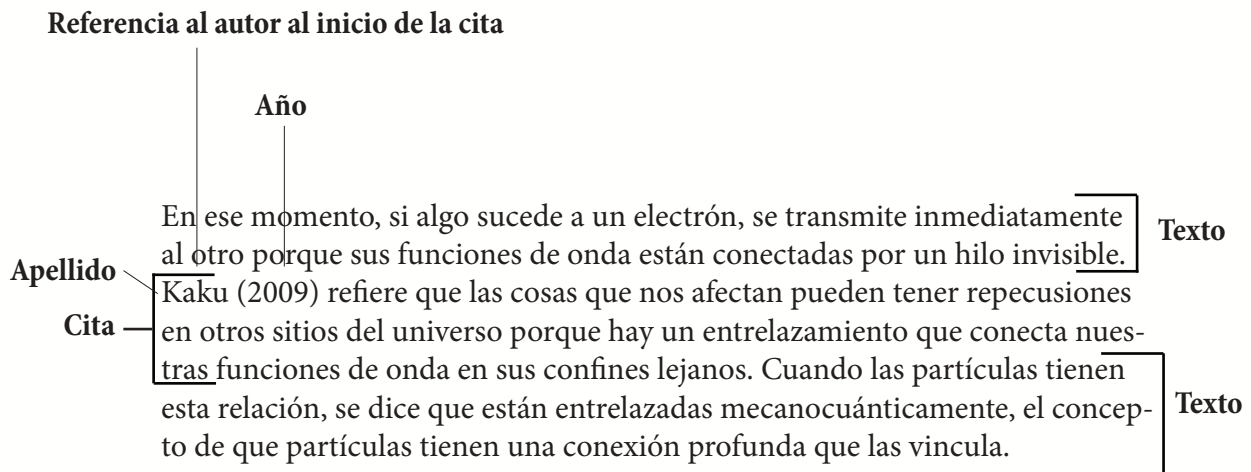 Referencia al autor al inicio de la cita
Año
En ese momento, si algo sucede a un electrón, se transmite inmediatamente
Texto
al otro porque sus funciones de onda están conectadas por un hilo invisible.
Apellido
Kaku (2009) refiere que las cosas que nos afectan pueden tener repecusiones
Cita
en otros sitios del universo porque hay un entrelazamiento que conecta nues-
tras funciones de onda en sus confines lejanos. Cuando las partículas tienen
esta relación, se dice que están entrelazadas mecanocuánticamente, el concep-
Texto
to de que partículas tienen una conexión profunda que las vincula.